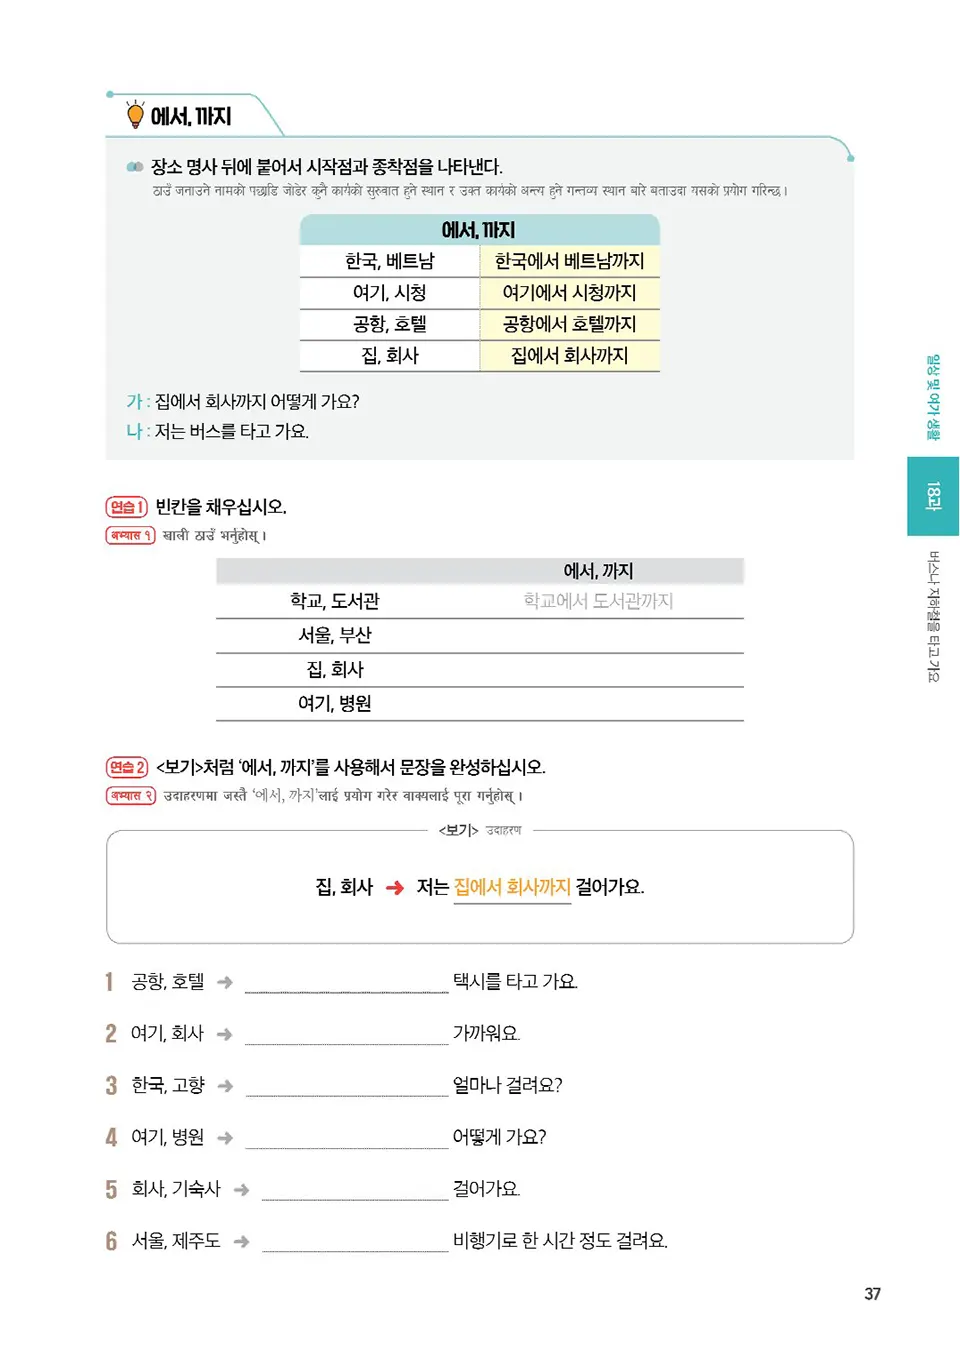 에서, 까지
장소 명사 뒤에 붙어서 시작점과 종착점을 나타낸다.
ठाउँ जनाउने नामको पछाडि जोडेर कुनै कार्यको सुरुवात हुने स्थान र उक्त कार्यको अन्त्य हुने गन्तव्य स्थान बारे बताउदा यसको प्रयोग गरिन्छ।
에서, 까지
한국, 베트남 한국에서 베트남까지
여기, 시청 여기에서 시청까지
공항, 호텔 공항에서 호텔까지
집, 회사 집에서 회사까지
가 : 집에서 회사까지 어떻게 가요?
나 : 저는 버스를 타고 가요.
연습 1 빈칸을 채우십시오.
अभ्यास १ खाली ठाउँ भर्नुहोस्।
에서, 까지
학교, 도서관 학교에서 도서관까지
서울, 부산
집, 회사
여기, 병원
연습 2 <보기>처럼 '에서, 까지'를 사용해서 문장을 완성하십시오.
अभ्यास २ उदाहरणमा जस्तै '에서, 까지'लाई प्रयोग गरेर वाक्यलाई पूरा गर्नुहोस्।
<보기> उदाहरण
집, 회사 ➔ 저는 집에서 회사까지 걸어가요.
1 공항, 호텔 ➔ 택시를 타고 가요.
2 여기, 회사 ➔ 가까워요.
3 한국, 고향 ➔ 얼마나 걸려요?
4 여기, 병원 ➔ 어떻게 가요?
5 회사, 기숙사 ➔ 걸어가요.
6 서울, 제주도 ➔ 비행기로 한 시간 정도 걸려요.
일상 및 여가 생활
18과
버스나 지하철을 타고 가요
37